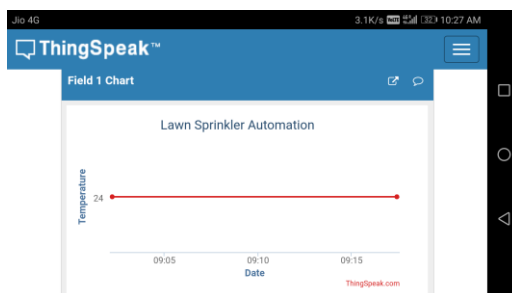 Jio 4G 3.1K/s 10:27 AM
ThingSpeak™
Field 1 Chart
Lawn Sprinkler Automation
Temperature
24
09:05 09:10 09:15
Date
ThingSpeak.com